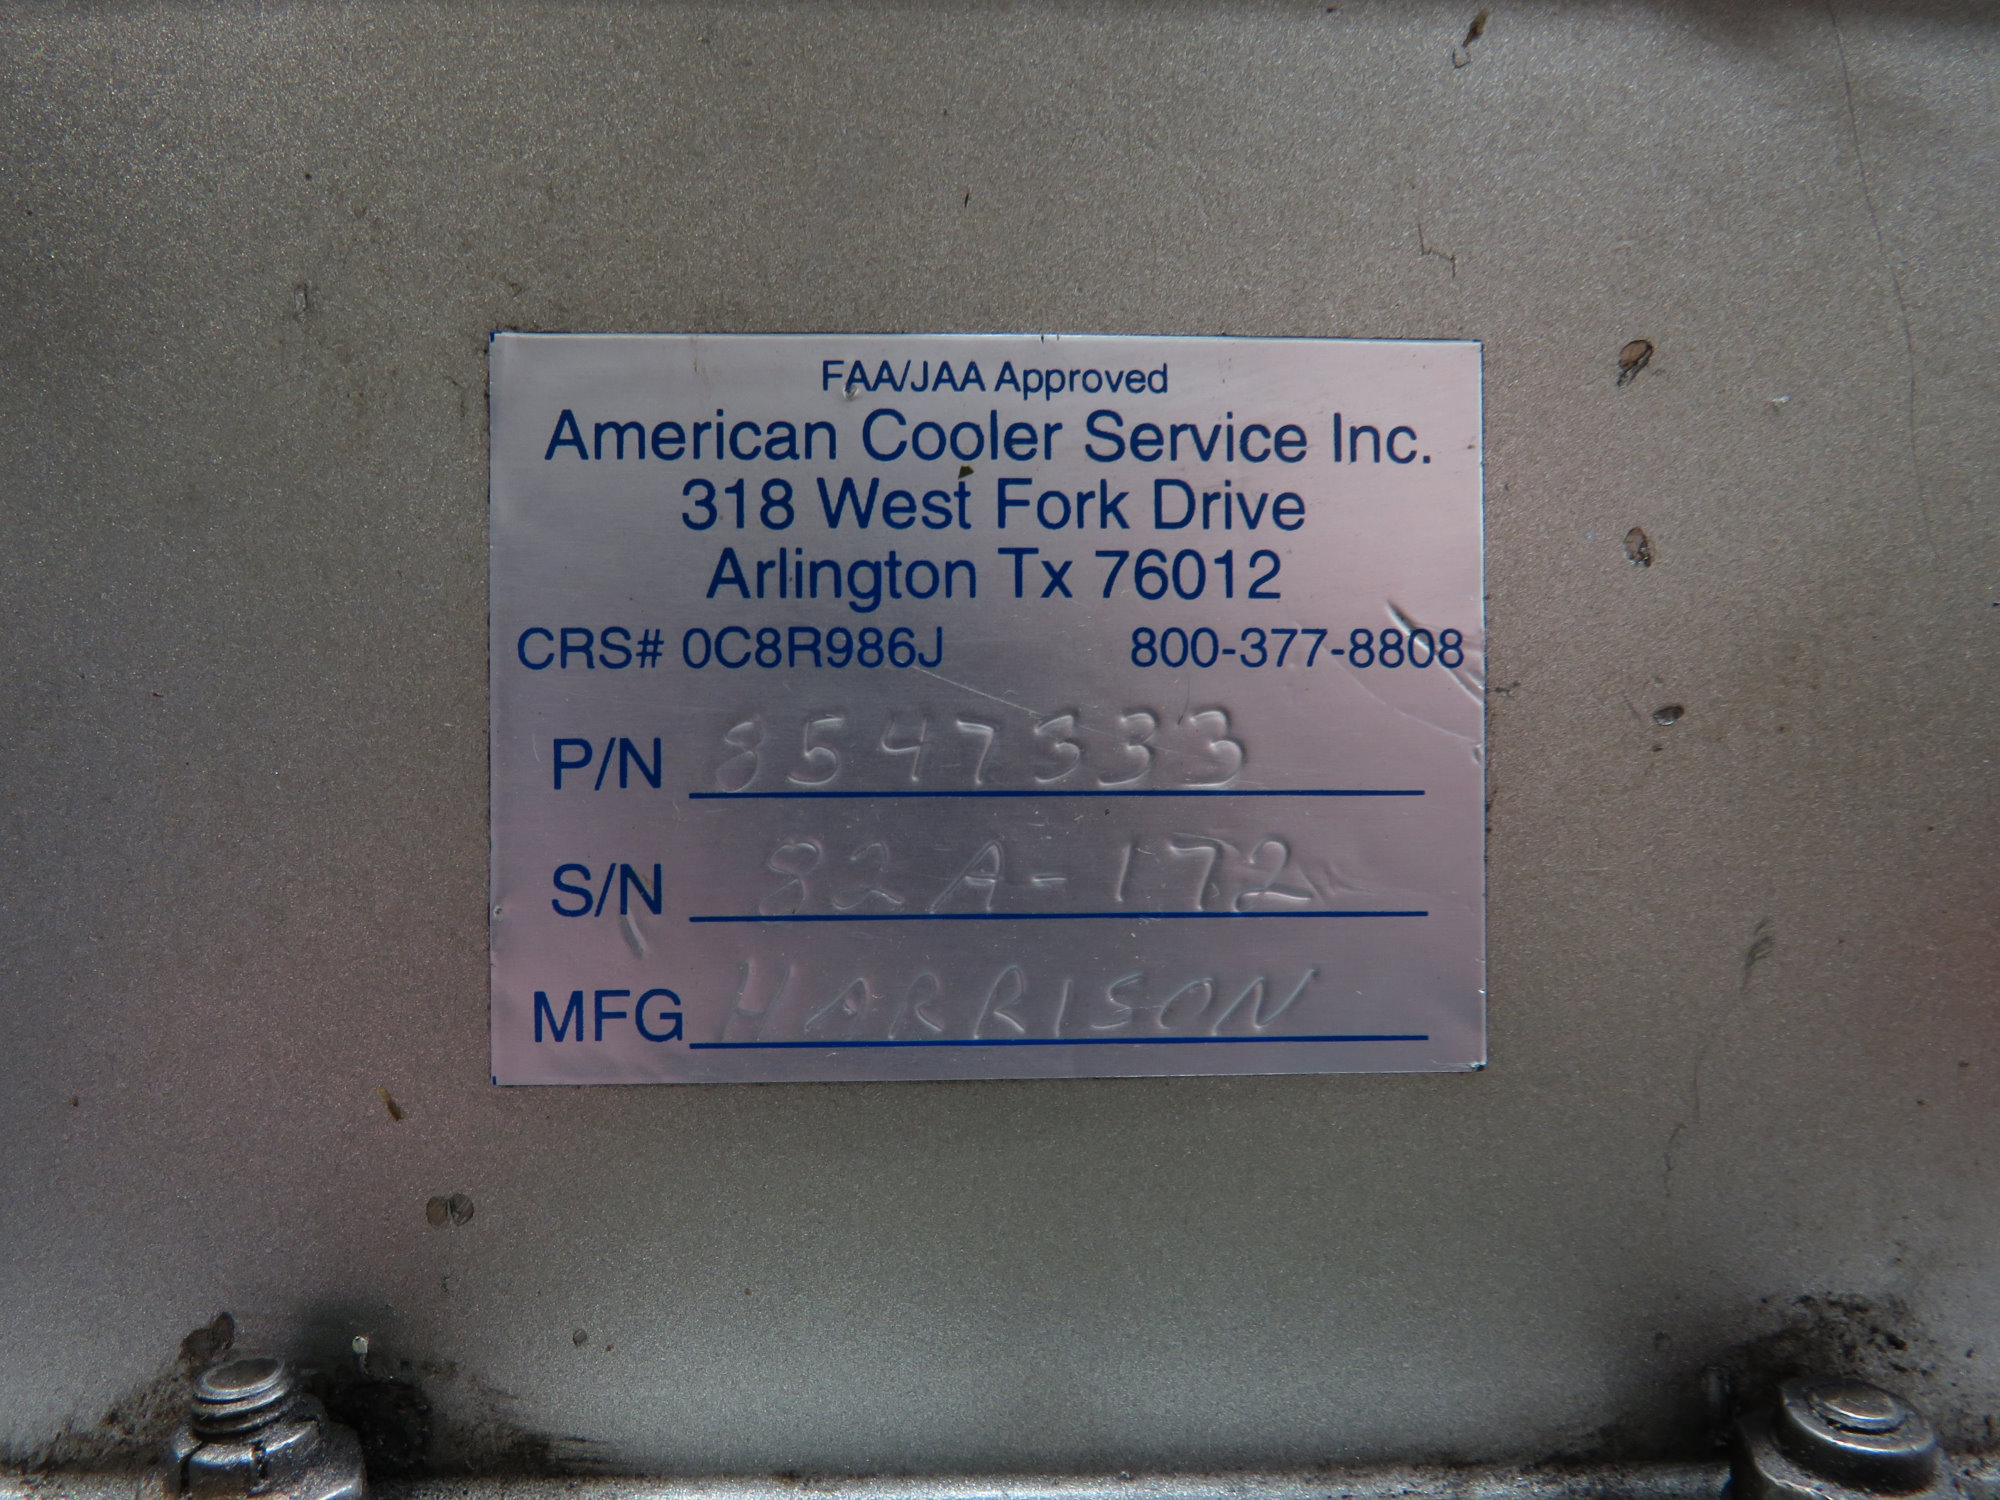 FAA/JAA Approved
American Cooler Service Inc.
318 West Fork Drive
Arlington Tx 76012
CRS# 0C8R986J 800-377-8808
P/N 8547333
S/N 82A-172
MFG HARRISON